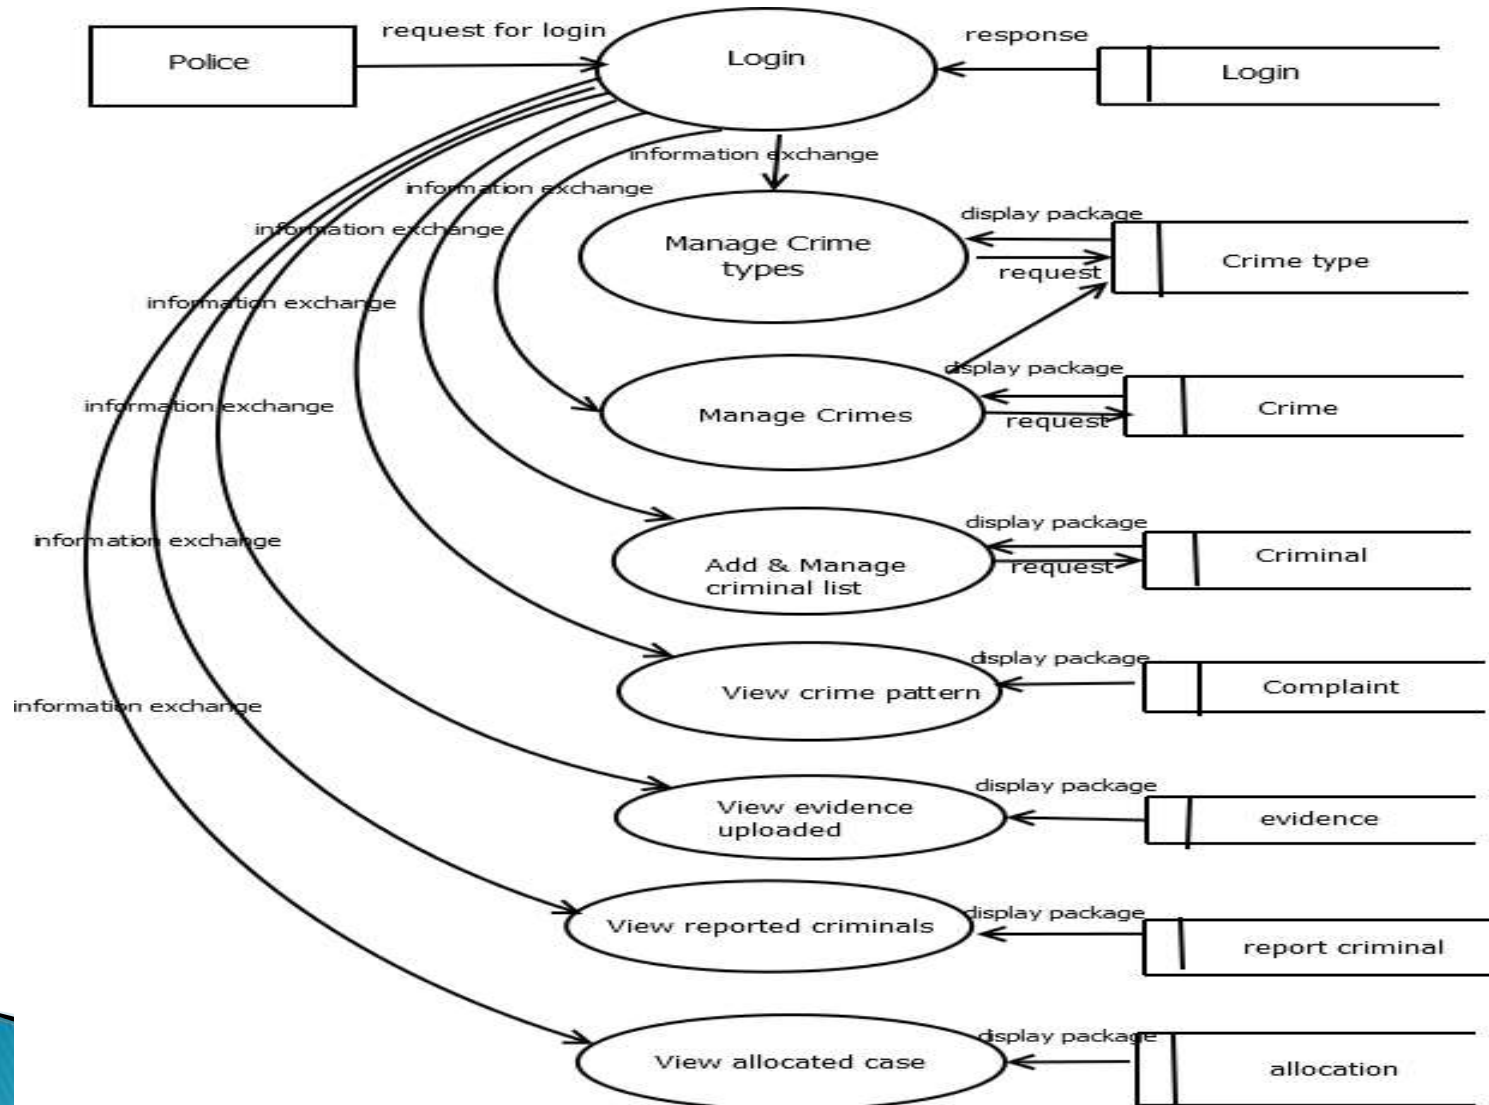 request for login
response
Police
Login
Login
information exchange
information exchange
display package
information exchange
Manage Crime
types
Crime type
request
information exchange
display package
information exchange
Manage Crimes
Crime
request
display package
information exchange
Add & Manage
criminal list
Criminal
request
display package
View crime pattern
Complaint
information exchange
display package
View evidence
uploaded
evidence
display package
View reported criminals
report criminal
display package
View allocated case
allocation